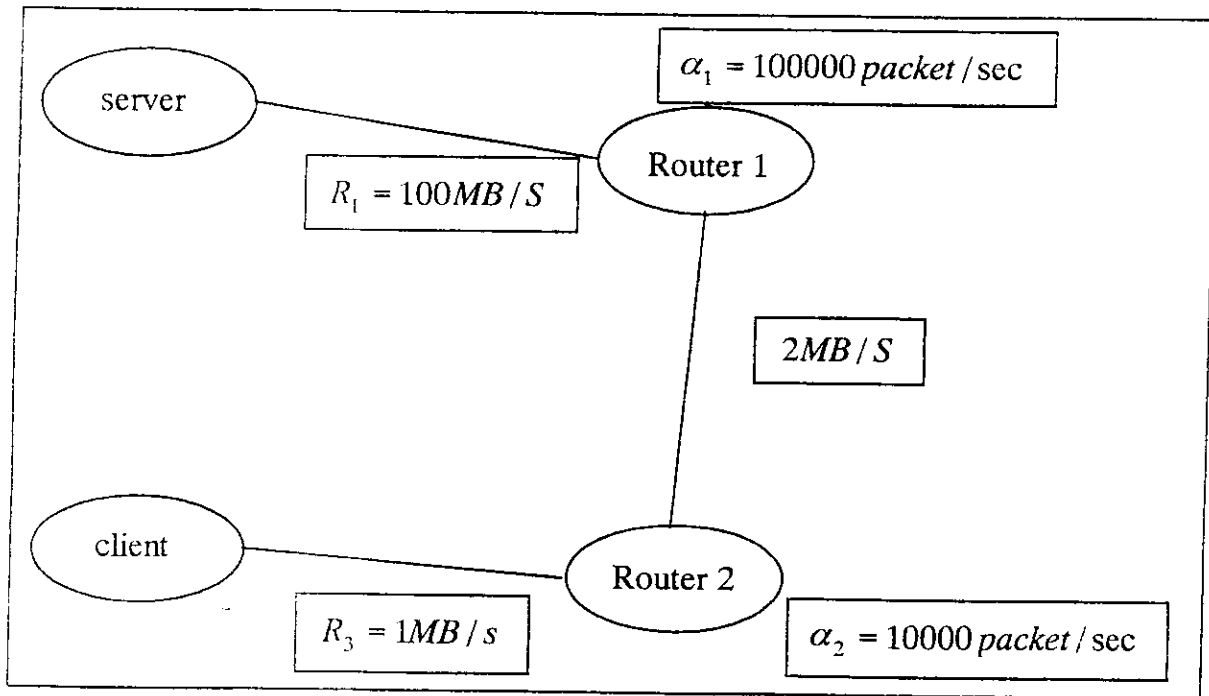 α₁ = 100000 packet / sec
server
Router 1
R₁ = 100MB / S
2MB / S
client
Router 2
R₃ = 1MB / s
α₂ = 10000 packet / sec